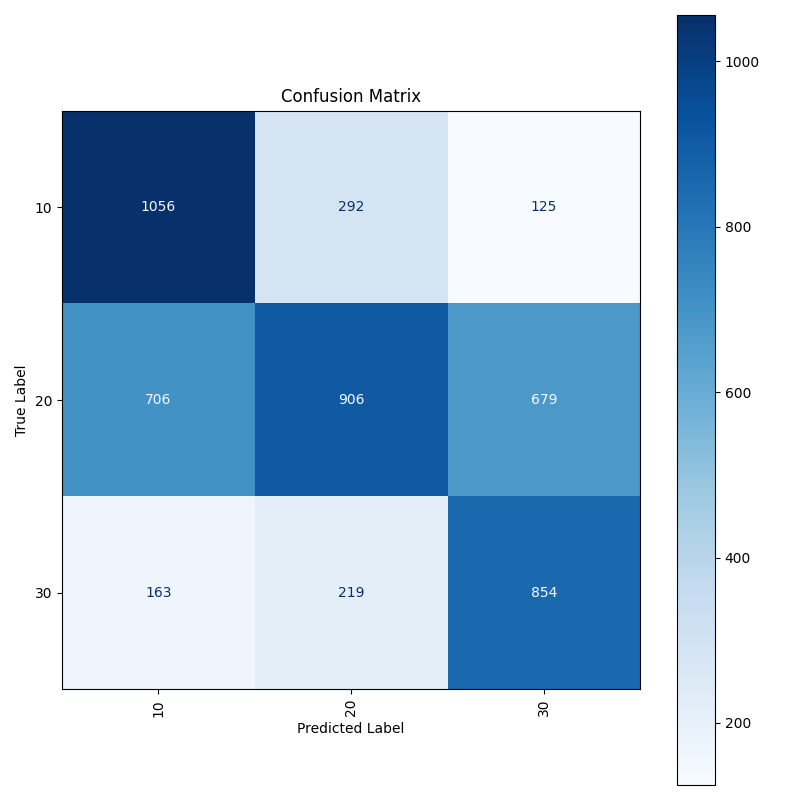 Confusion Matrix
True Label
10 1056 292 125
20 706 906 679
30 163 219 854
10 20 30
Predicted Label
1000
800
600
400
200